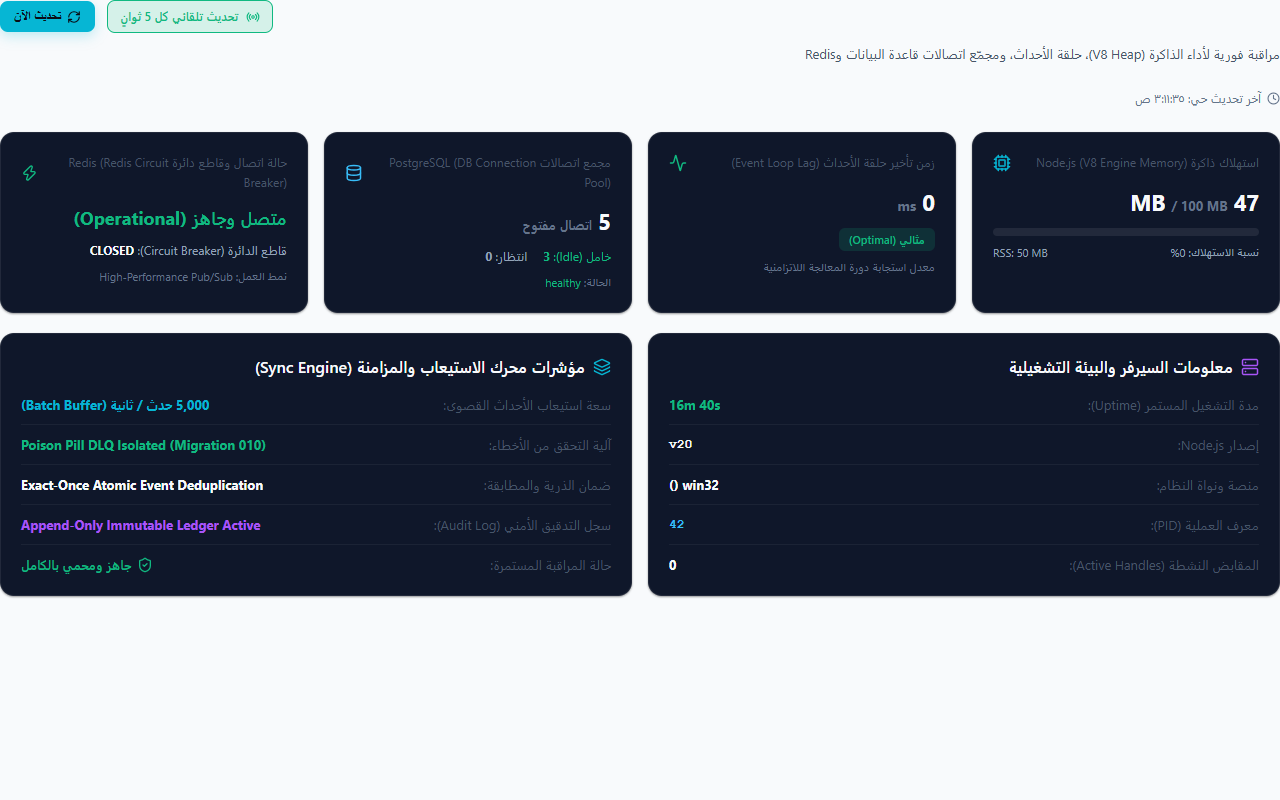 تحديث تلقائي كل 5 ثوانٍ
تحديث الآن
مراقبة فورية لأداء الذاكرة (V8 Heap)، حلقة الأحداث، ومجمّع اتصالات قاعدة البيانات وRedis
آخر تحديث حي: ٣:١١:٣٥ ص
استهلاك ذاكرة Node.js (V8 Engine Memory)
47 MB / 100 MB
نسبة الاستهلاك: 0%
RSS: 50 MB
زمن تأخير حلقة الأحداث (Event Loop Lag)
0 ms
مثالي (Optimal)
معدل استجابة دورة المعالجة اللاتزامنية
مجمع اتصالات PostgreSQL (DB Connection
Pool)
5 اتصال مفتوح
خامل (Idle): 3 انتظار: 0
الحالة: healthy
حالة اتصال وقاطع دائرة Redis (Redis Circuit
Breaker)
متصل وجاهز (Operational)
قاطع الدائرة (Circuit Breaker): CLOSED
نمط العمل: High-Performance Pub/Sub
معلومات السيرفر والبيئة التشغيلية
مدة التشغيل المستمر (Uptime): 16m 40s
إصدار Node.js: v20
منصة ونواة النظام: win32 ()
معرف العملية (PID): 42
المقابض النشطة (Active Handles): 0
مؤشرات محرك الاستيعاب والمزامنة (Sync Engine)
سعة استيعاب الأحداث القصوى: 5,000 حدث / ثانية (Batch Buffer)
آلية التحقق من الأخطاء: Poison Pill DLQ Isolated (Migration 010)
ضمان الذرية والمطابقة: Exact-Once Atomic Event Deduplication
سجل التدقيق الأمني (Audit Log): Append-Only Immutable Ledger Active
حالة المراقبة المستمرة: جاهز ومحمي بالكامل